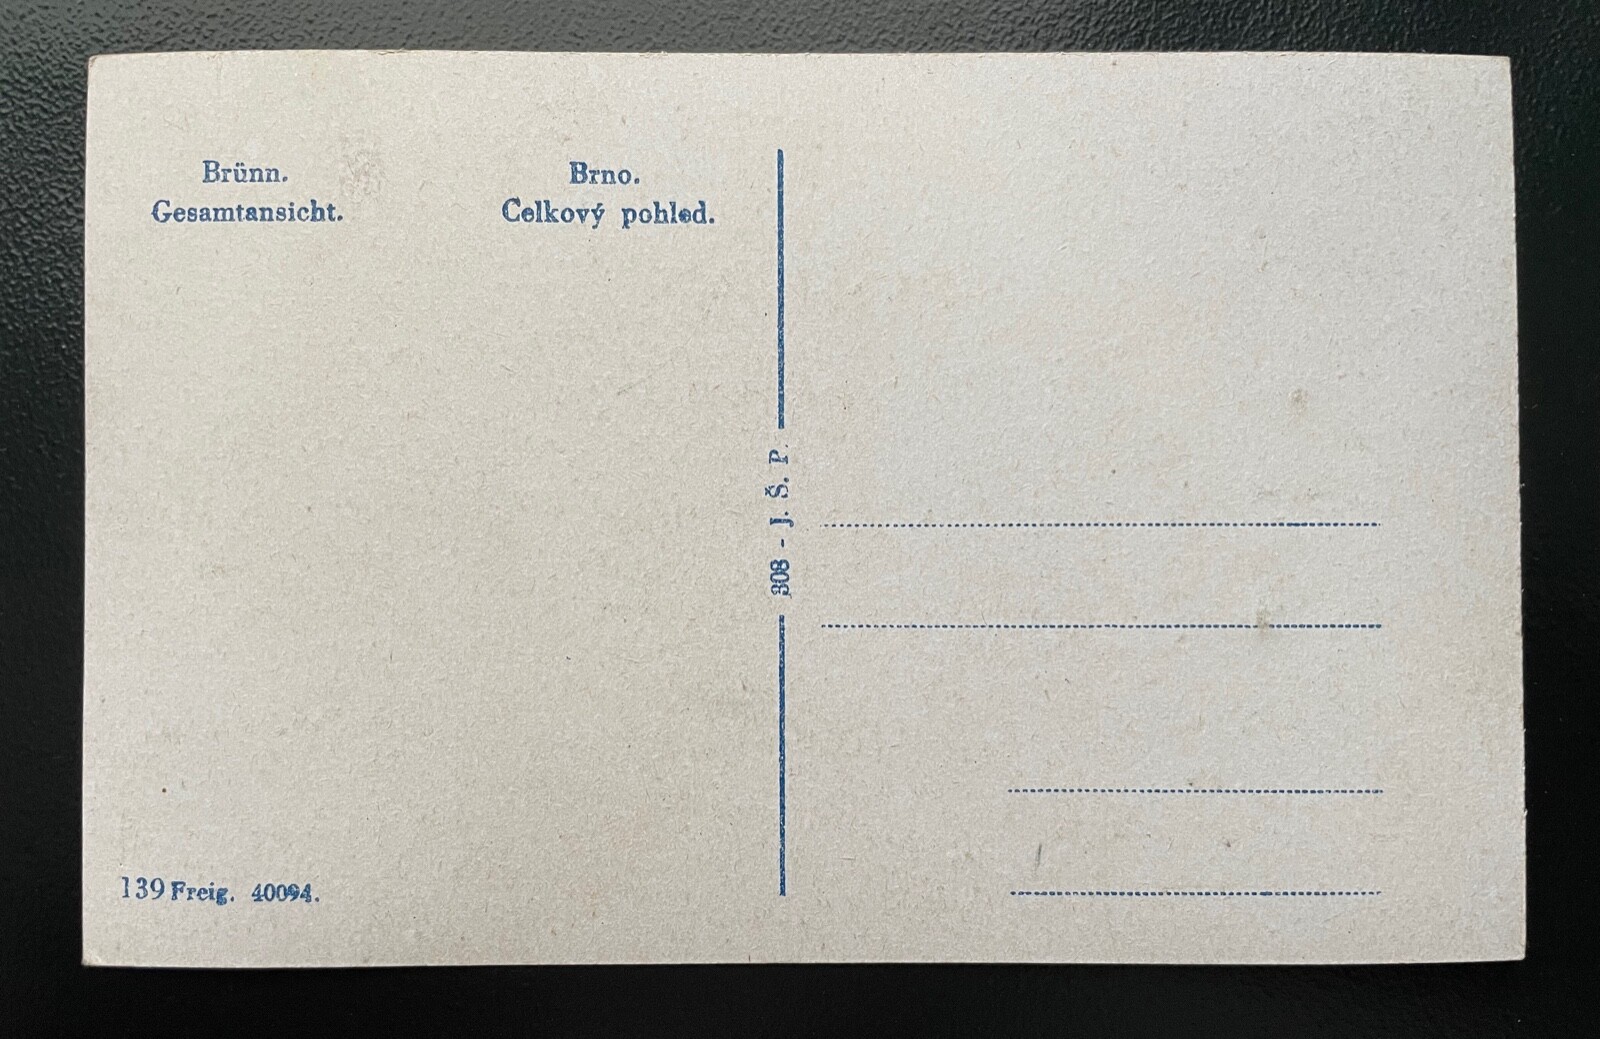 Brünn.
Gesamtansicht.
Brno.
Celkový pohled.
308 - J. Š. P.
139 Freig. 40094.